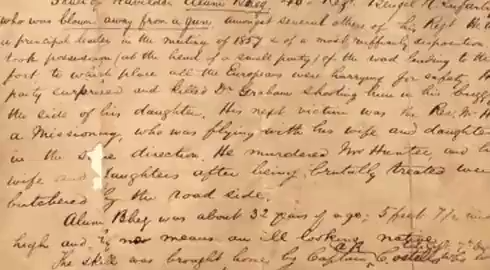 Skull of Havildar Alum Bheg 46th Regt. Bengal N. Infantry
who was blown away from a gun amongst several others of his Regt. He
a principal leader in the mutiny of 1857 & of a most ruffianly disposition
took possession (at the head of a small party) of the road leading to the
fort, to which place all the Europeans were hurrying for safety. H
party surprised and killed Dr. Graham shooting him in his buggy
the side of his daughter. His next victim was the Rev. Mr. H
a Missionary, who was flying with his wife and daughters
in the direction. He murdered Mr Hunter, and h
wife and daughters after being brutally treated were
butchered by the road side.
Alum Bheg was about 32 years of age; 5 feet 7 1/2 inch
high and by no means an ill looking native.
The skull was brought home by Captain Costello who w